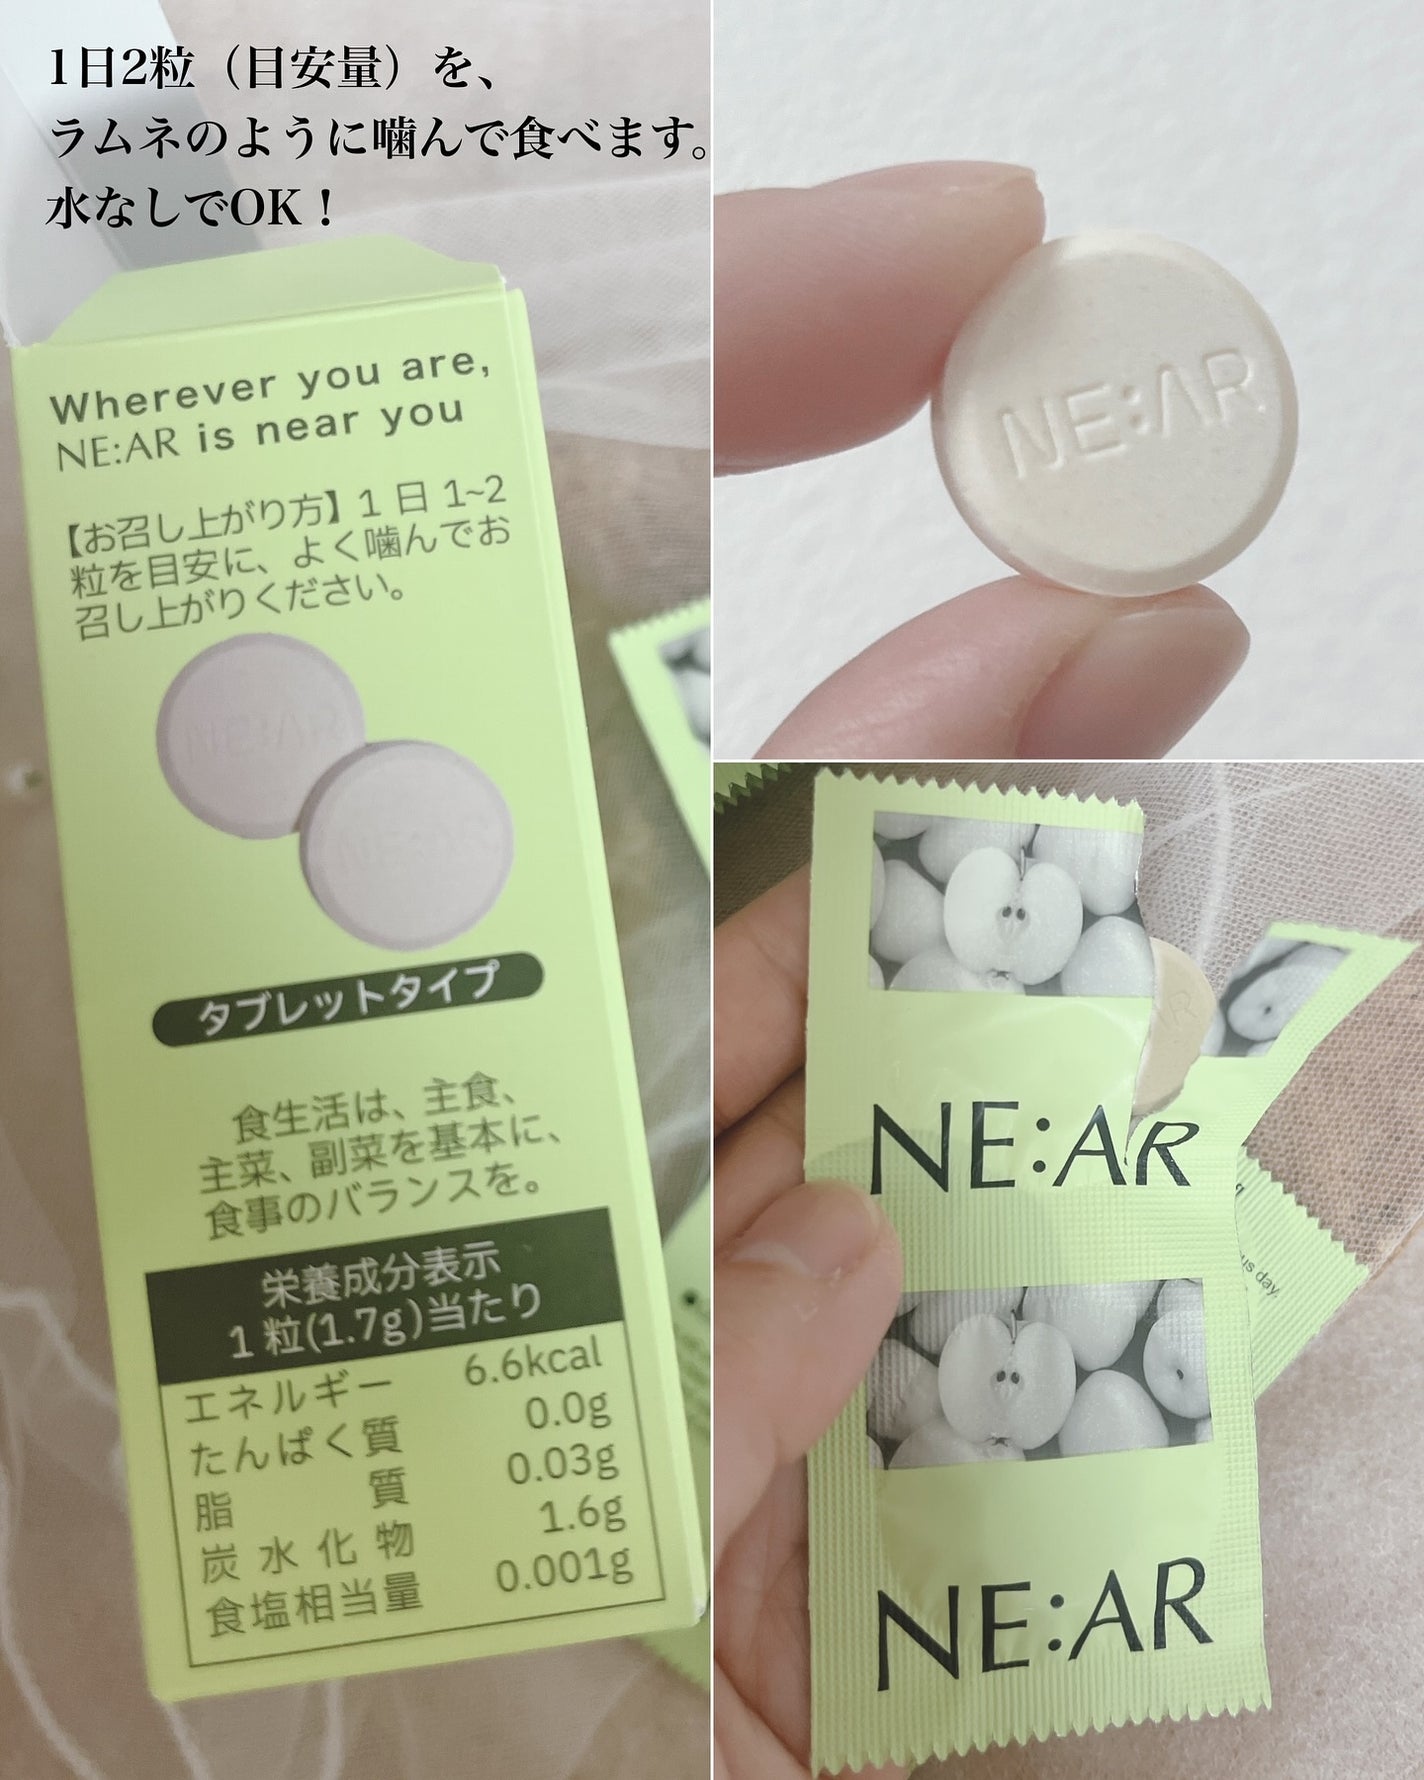 1日2粒（目安量）を、
ラムネのように噛んで食べます。
水なしでOK！
Wherever you are,
NE:AR is near you
【お召し上がり方】1日1~2
粒を目安に、よく噛んでお
召し上がりください。
NE:AR
NE:AR
タブレットタイプ
食生活は、主食、
主菜、副菜を基本に、
食事のバランスを。
栄養成分表示
1粒(1.7g)当たり
エネルギー 6.6kcal
たんぱく質 0.0g
脂質 0.03g
炭水化物 1.6g
食塩相当量 0.001g
NE:AR
AR
NE:AR
us day.
NE:AR